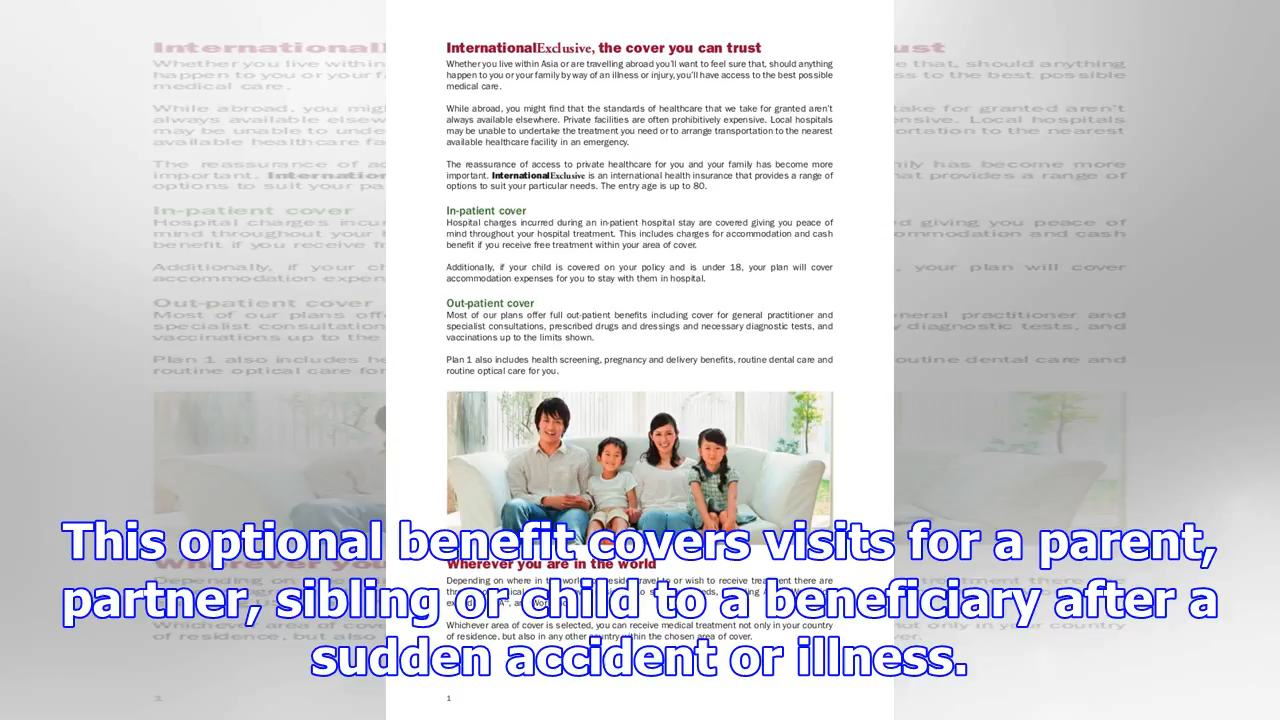 InternationalExclusive, the cover you can trust
Whether you live within Asia or are travelling abroad you'll want to feel sure that, should anything
happen to you or your family by way of an illness or injury, you'll have access to the best possible
medical care.
While abroad, you might find that the standards of healthcare that we take for granted aren't
always available elsewhere. Private facilities are often prohibitively expensive. Local hospitals
may be unable to undertake the treatment you need or to arrange transportation to the nearest
available healthcare facility in an emergency.
The reassurance of access to private healthcare for you and your family has become more
important. InternationalExclusive is an international health insurance that provides a range of
options to suit your particular needs. The entry age is up to 80.
In-patient cover
Hospital charges incurred during an in-patient hospital stay are covered giving you peace of
mind throughout your hospital treatment. This includes charges for accommodation and cash
benefit if you receive free treatment within your area of cover.
Additionally, if your child is covered on your policy and is under 18, your plan will cover
accommodation expenses for you to stay with them in hospital.
Out-patient cover
Most of our plans offer full out-patient benefits including cover for general practitioner and
specialist consultations, prescribed drugs and dressings and necessary diagnostic tests, and
vaccinations up to the limits shown.
Plan 1 also includes health screening, pregnancy and delivery benefits, routine dental care and
routine optical care for you.
This optional benefit covers visits for a parent,
partner, sibling or child to a beneficiary after a
sudden accident or illness.
Wherever you are in the world
Depending on where in the world or wish to receive treatment there are
Whichever area of cover is selected, you can receive medical treatment not only in your country
of residence, but also in any other country within the chosen area of cover.
1